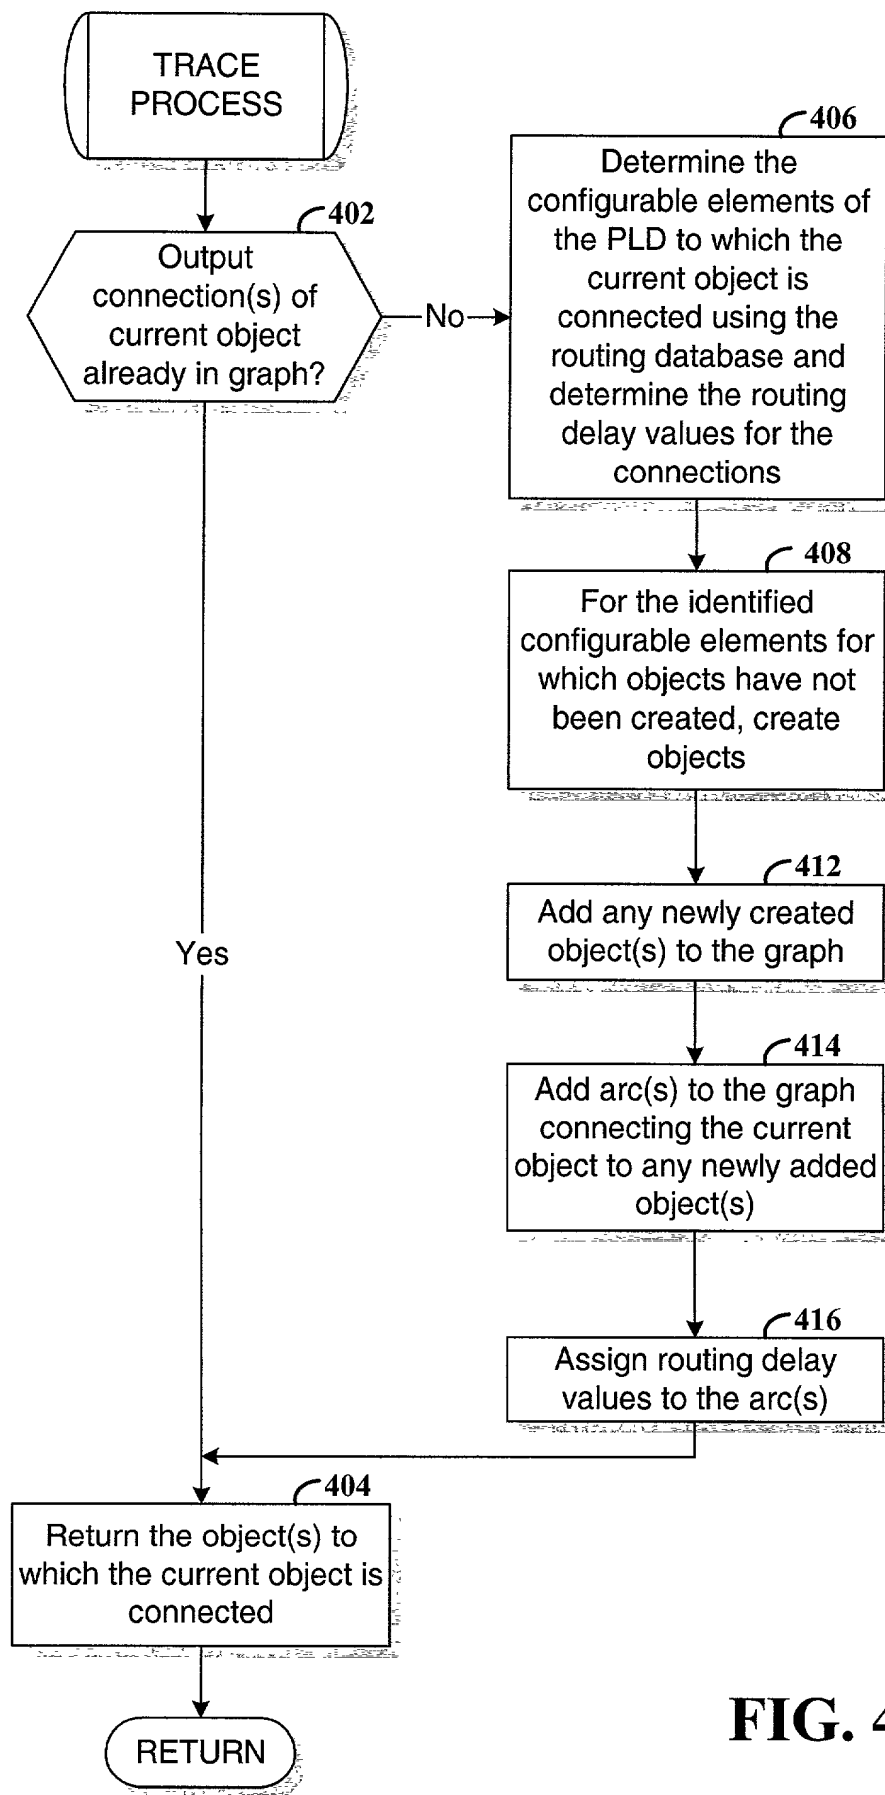 TRACE
PROCESS
402
Output
connection(s) of
current object
already in graph?
No
406
Determine the
configurable elements of
the PLD to which the
current object is
connected using the
routing database and
determine the routing
delay values for the
connections
408
For the identified
configurable elements for
which objects have not
been created, create
objects
412
Add any newly created
object(s) to the graph
Yes
414
Add arc(s) to the graph
connecting the current
object to any newly added
object(s)
416
Assign routing delay
values to the arc(s)
404
Return the object(s) to
which the current object is
connected
RETURN
FIG. 4